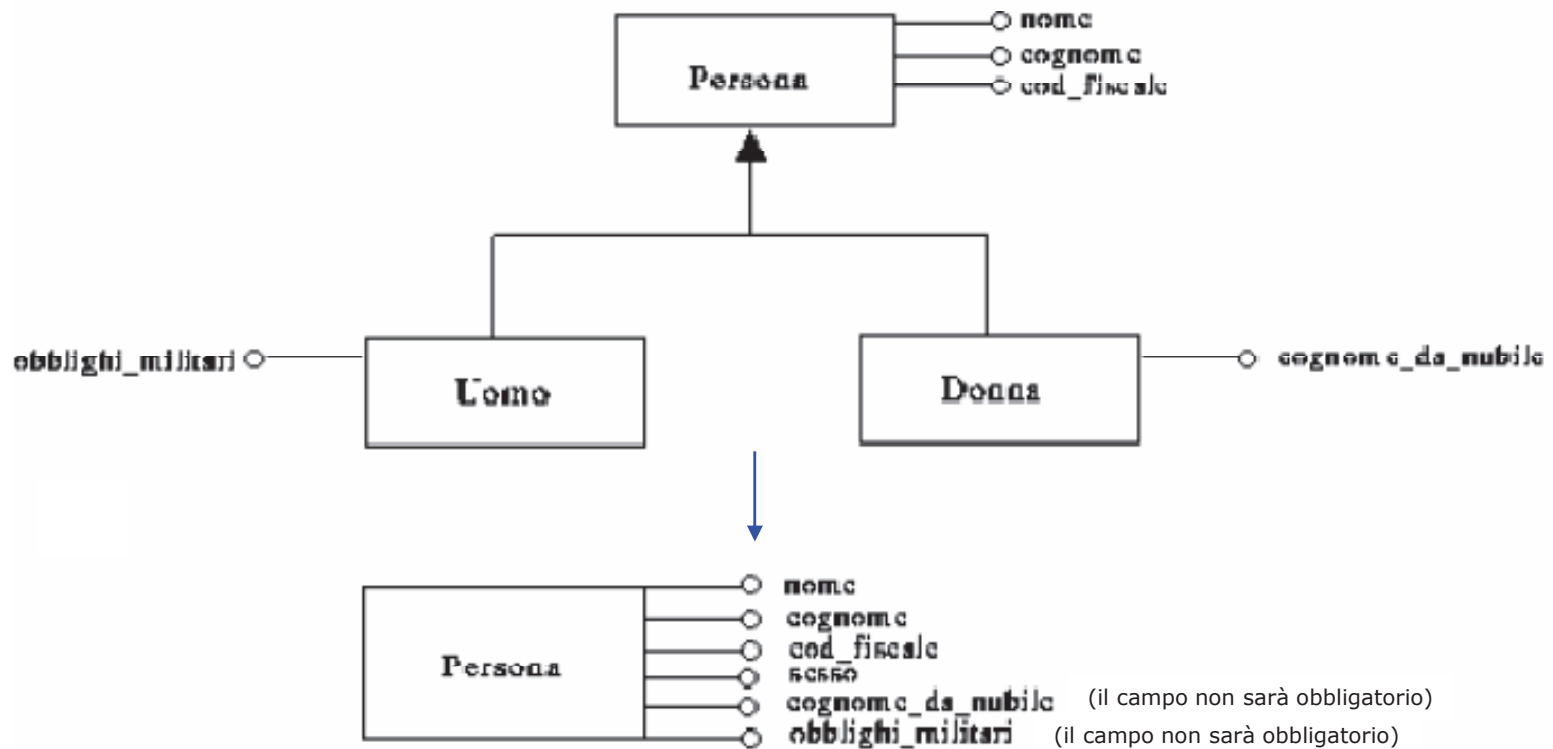 nome
cognome
Persona
cod_fiscale
obblighi_militari
cognome_da_nubile
Uomo
Donna
nome
cognome
cod_fiscale
Persona
sesso
cognome_da_nubile (il campo non sarà obbligatorio)
obblighi_militari (il campo non sarà obbligatorio)